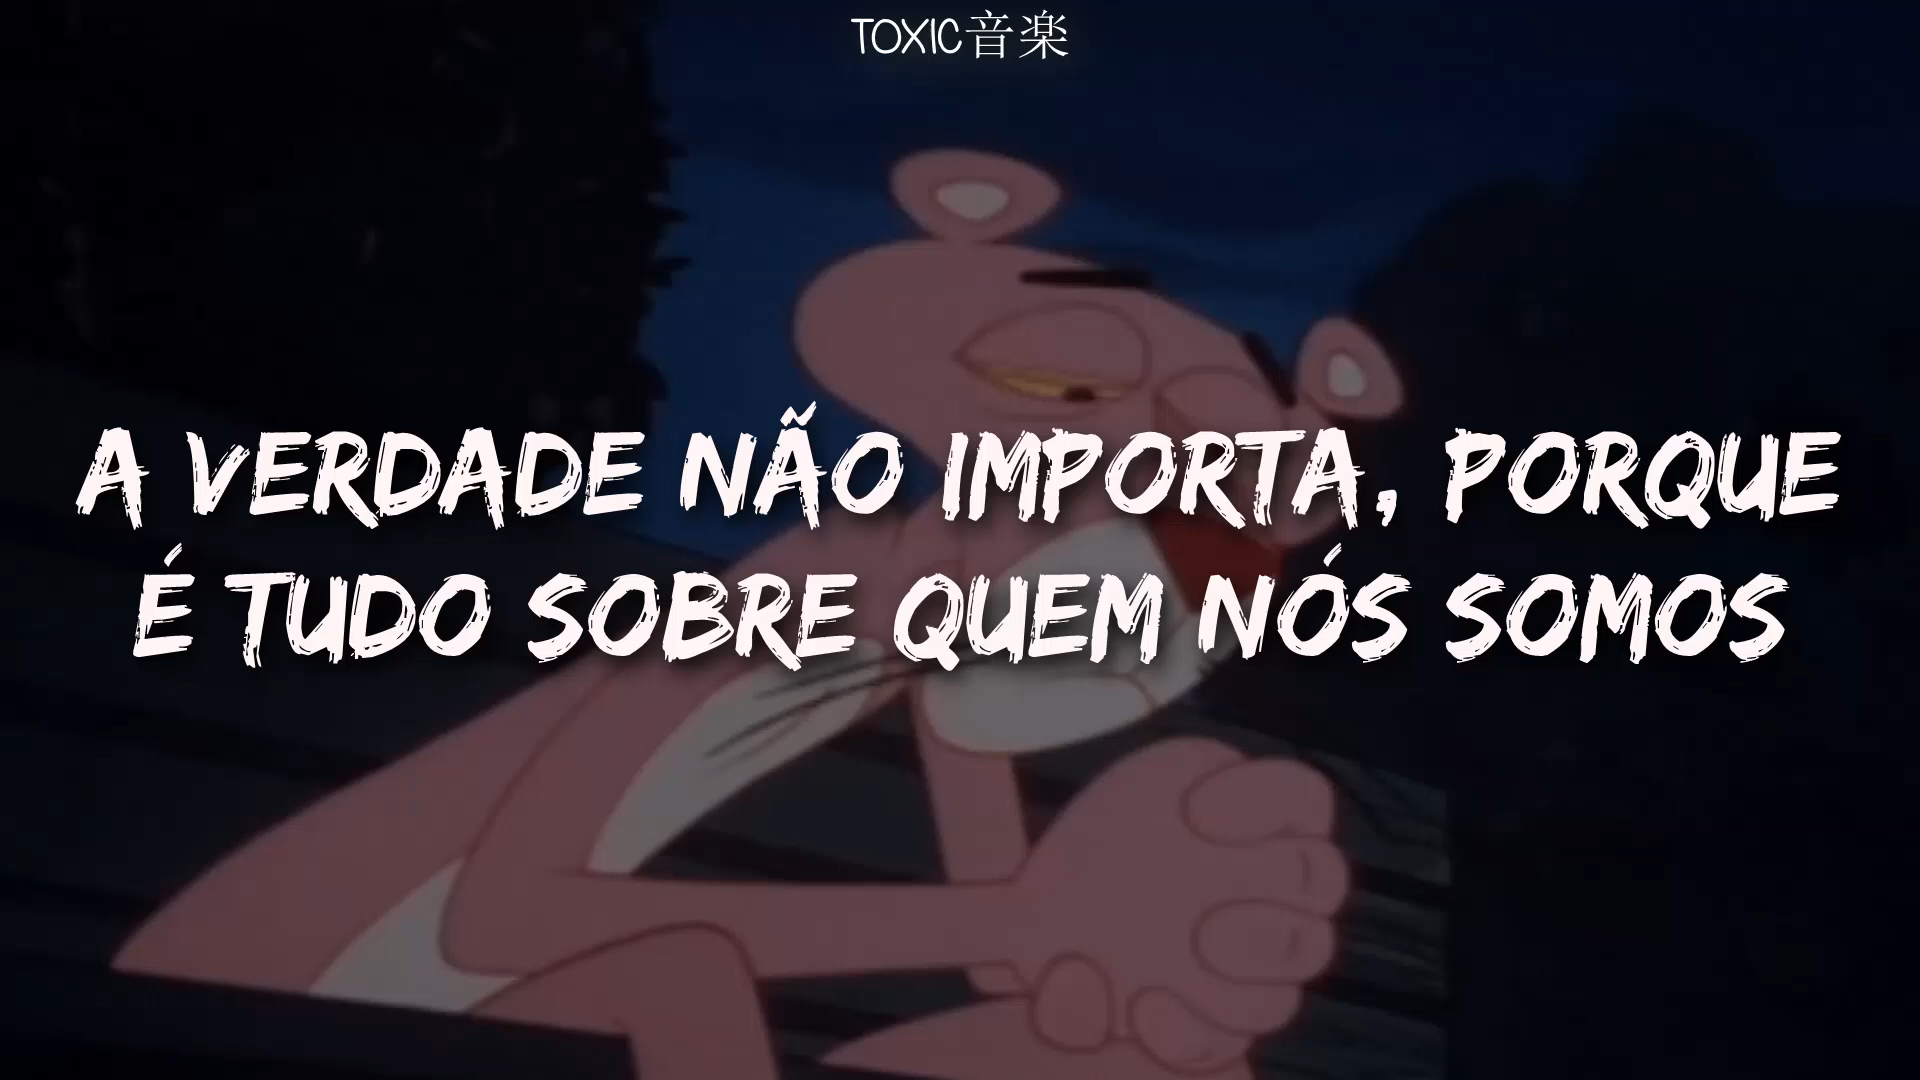 TOXIC音楽
A VERDADE NÃO IMPORTA, PORQUE
É TUDO SOBRE QUEM NÓS SOMOS